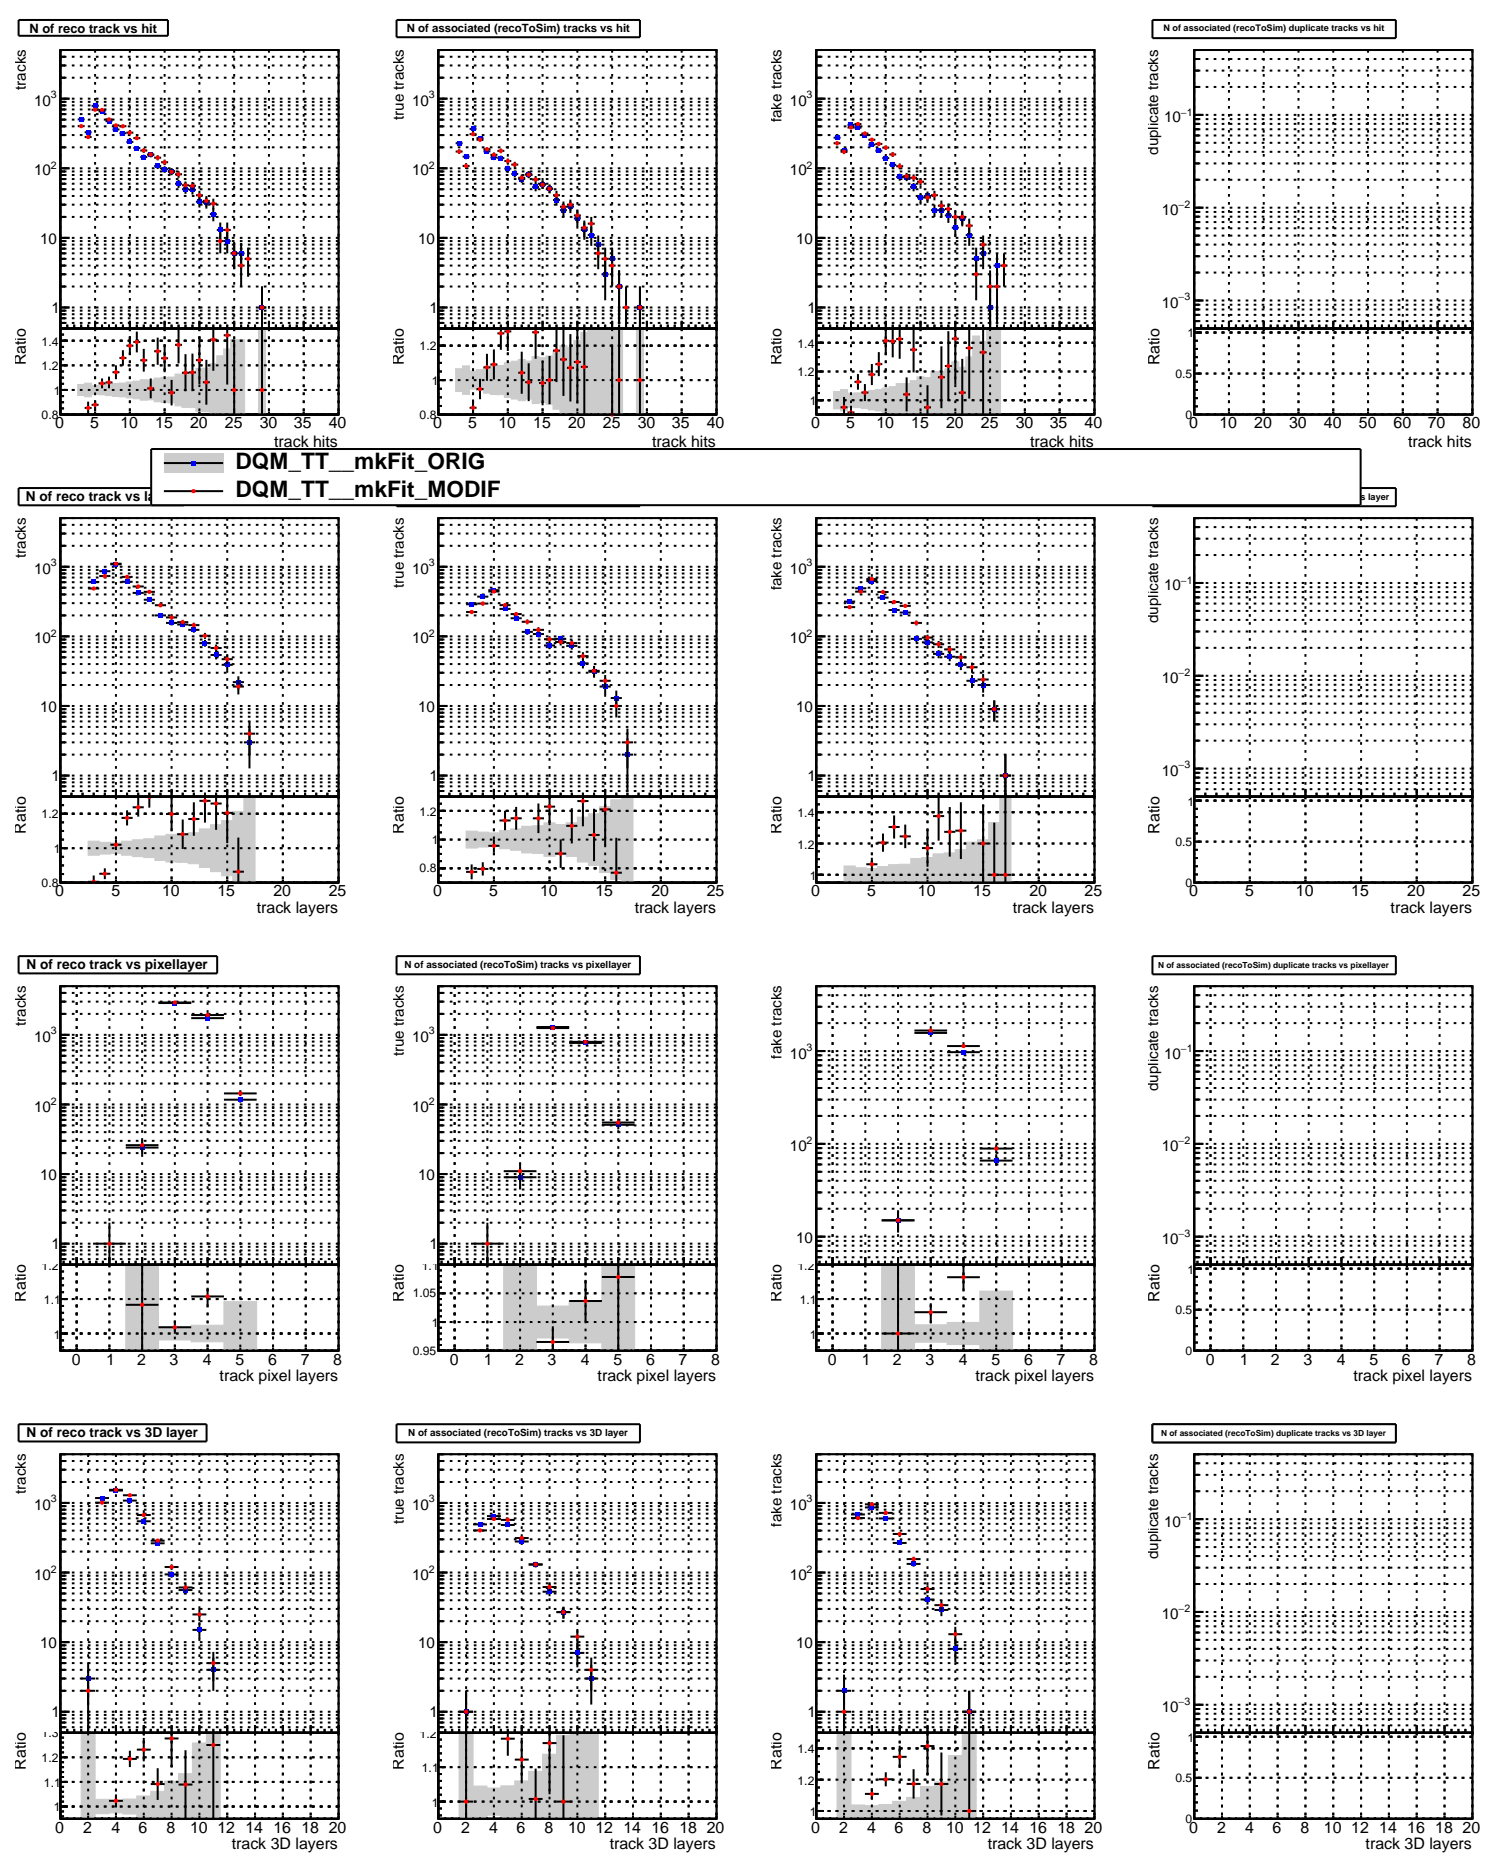 N of reco track vs hit
N of associated (recoToSim) tracks vs hit
N of associated (recoToSim) duplicate tracks vs hit
tracks
true tracks
fake tracks
duplicate tracks
Ratio
Ratio
Ratio
Ratio
track hits
track hits
track hits
track hits
DQM_TT__mkFit_ORIG
DQM_TT__mkFit_MODIF
N of reco track vs la
s layer
tracks
true tracks
fake tracks
duplicate tracks
Ratio
Ratio
Ratio
Ratio
track layers
track layers
track layers
track layers
N of reco track vs pixellayer
N of associated (recoToSim) tracks vs pixellayer
N of associated (recoToSim) duplicate tracks vs pixellayer
tracks
true tracks
fake tracks
duplicate tracks
Ratio
Ratio
Ratio
Ratio
track pixel layers
track pixel layers
track pixel layers
track pixel layers
N of reco track vs 3D layer
N of associated (recoToSim) tracks vs 3D layer
N of associated (recoToSim) duplicate tracks vs 3D layer
tracks
true tracks
fake tracks
duplicate tracks
Ratio
Ratio
Ratio
Ratio
track 3D layers
track 3D layers
track 3D layers
track 3D layers